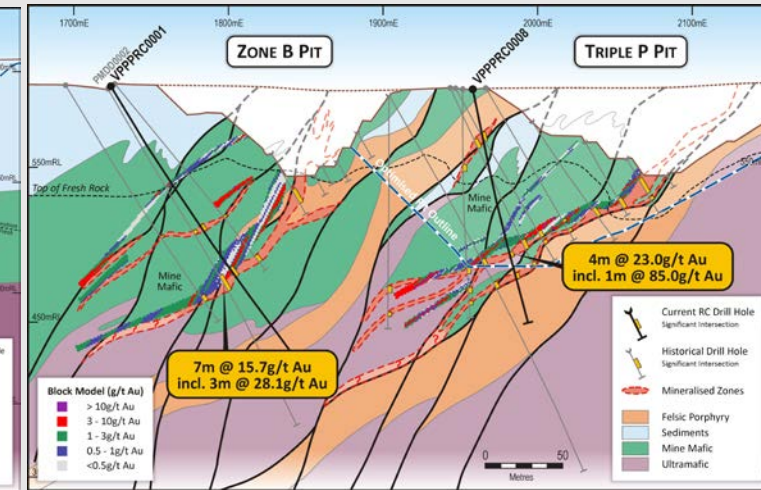 1700mE
1800mE
1900mE
2000mE
2100mE
PMDD0002
VPPPRC0001
ZONE B PIT
VPPPRC0008
TRIPLE P PIT
550mRL
Top of Fresh Rock
Optimised Pit Outline
Mine
Mafic
Mine
Mafic
450mRL
4m @ 23.0g/t Au
incl. 1m @ 85.0g/t Au
7m @ 15.7g/t Au
incl. 3m @ 28.1g/t Au
Block Model (g/t Au)
> 10g/t Au
3 - 10g/t Au
1 - 3g/t Au
0.5 - 1g/t Au
<0.5g/t Au
0
50
Metres
Current RC Drill Hole
Significant Intersection
Historical Drill Hole
Significant Intersection
Mineralised Zones
Felsic Porphyry
Sediments
Mine Mafic
Ultramafic
? ? ? ?